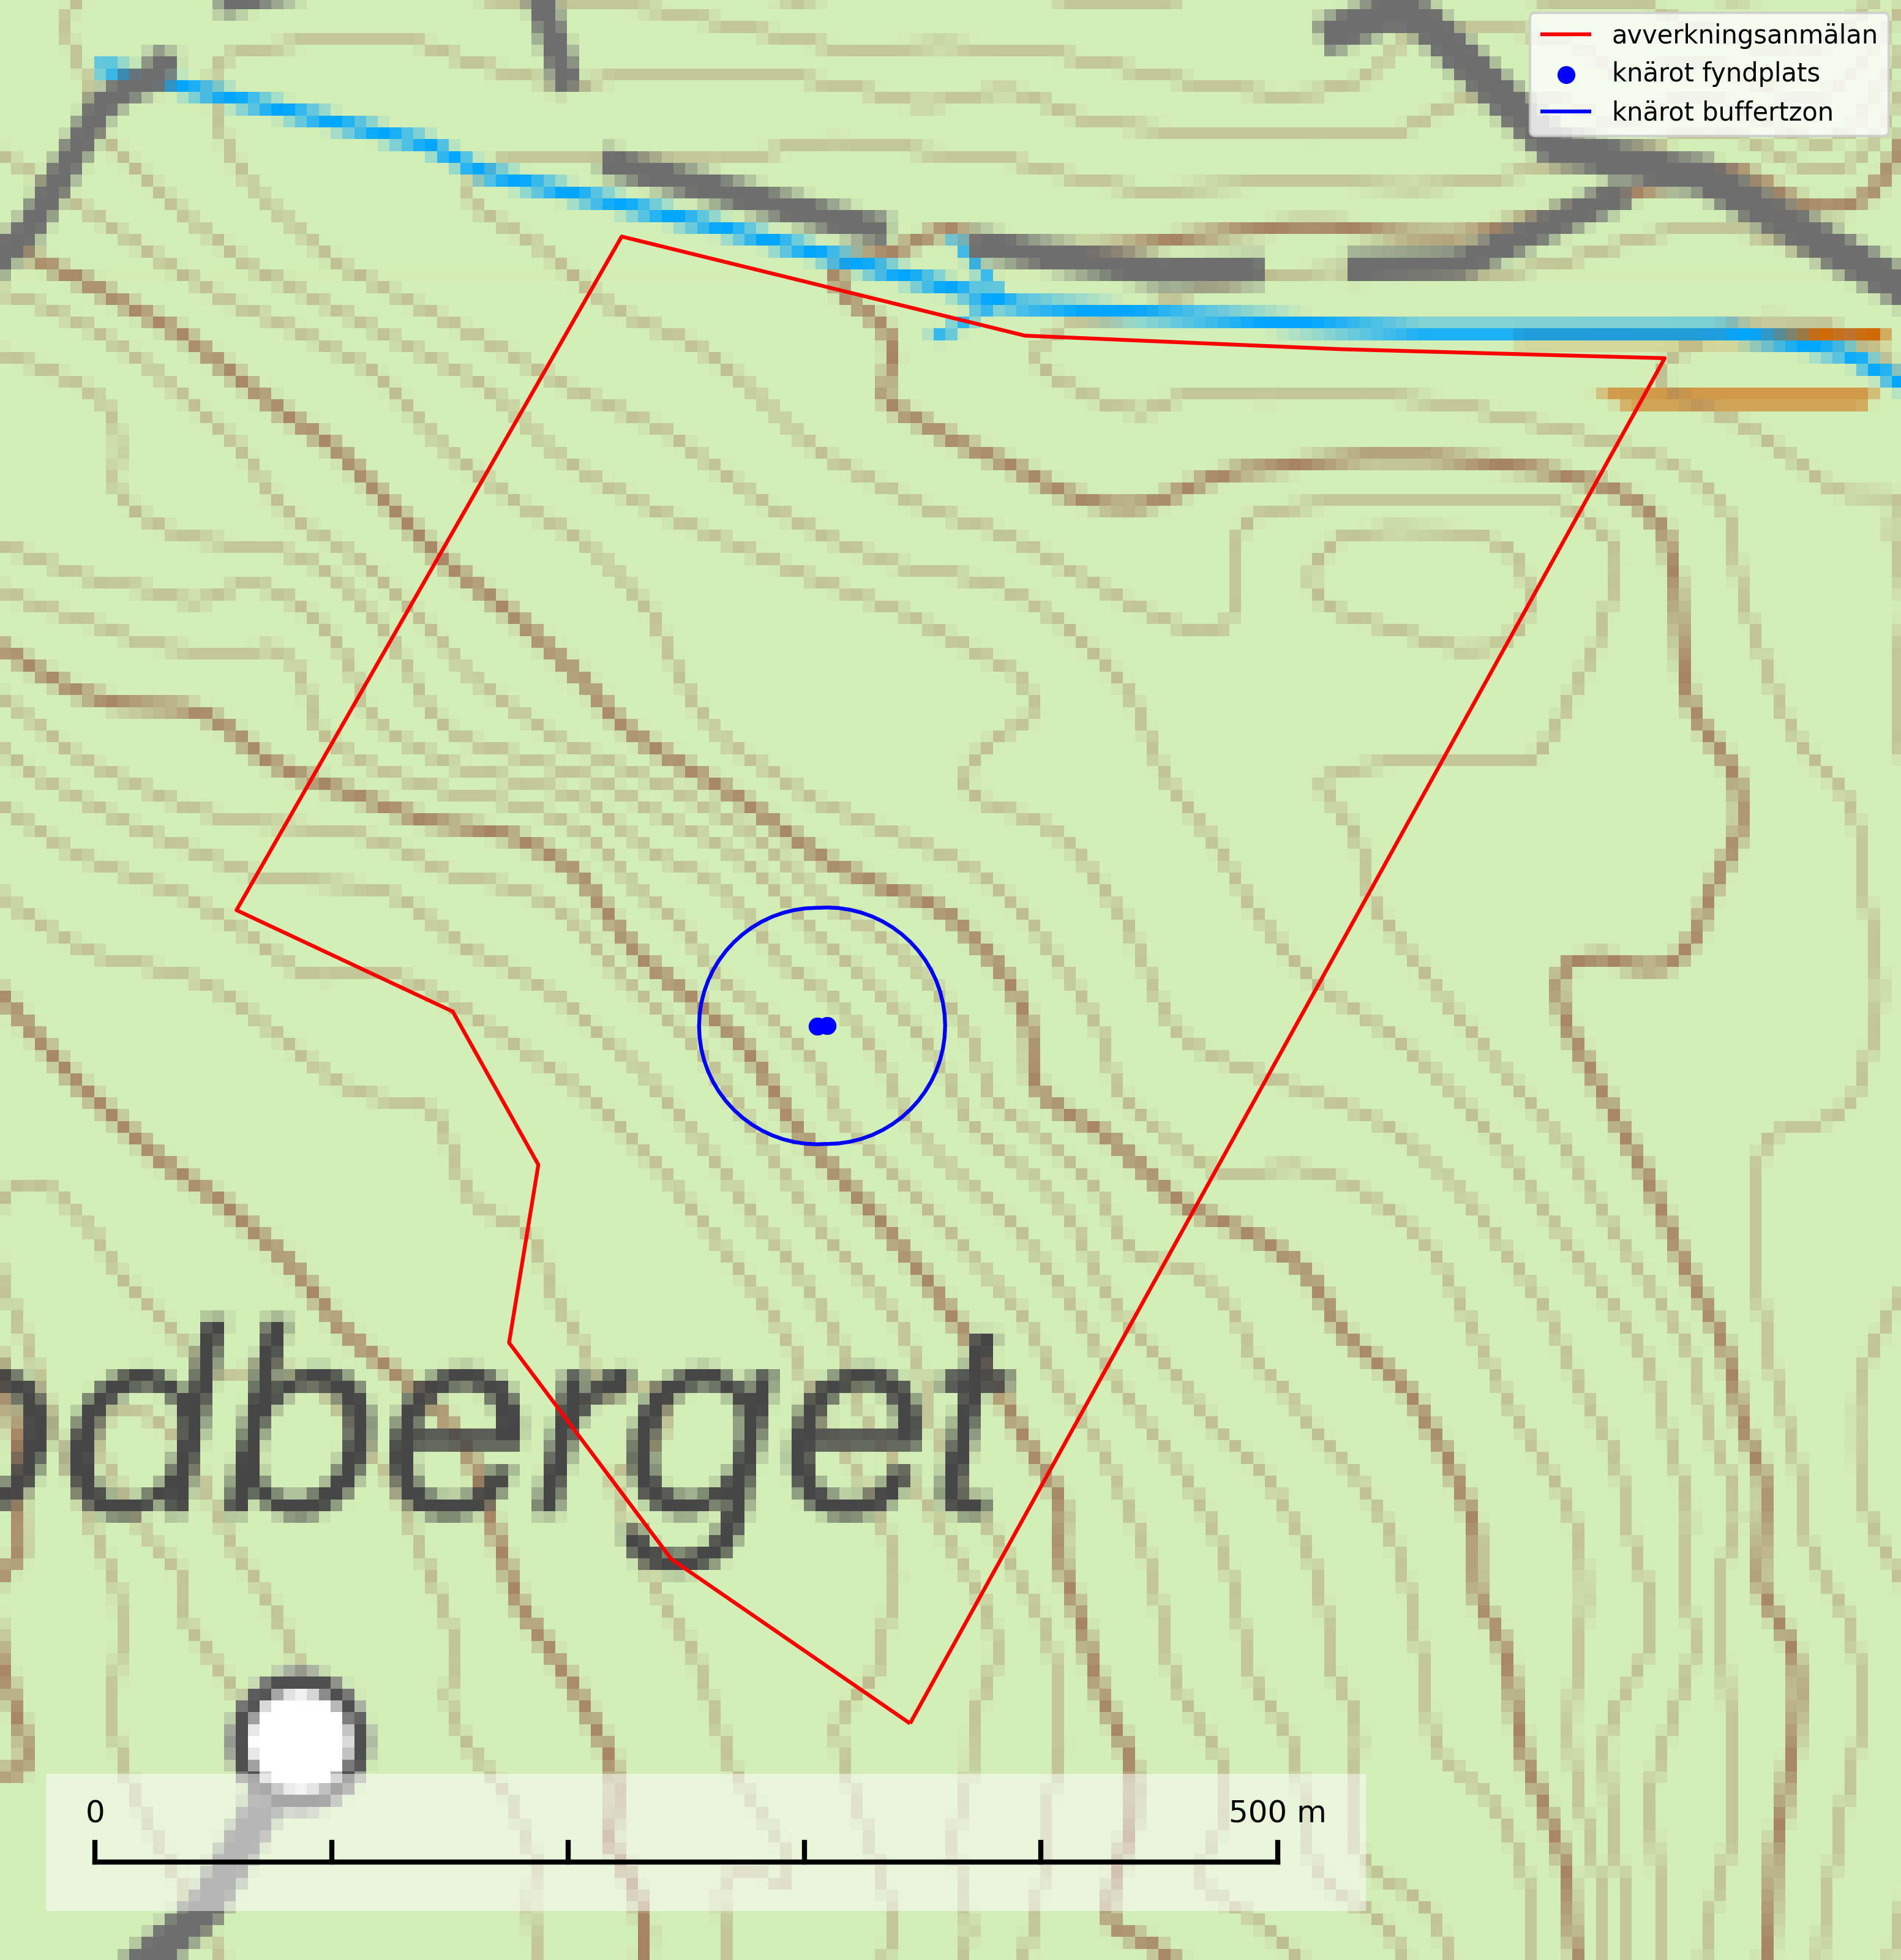 avverkningsanmälan
knärot fyndplats
knärot buffertzon
dberget
0 500 m